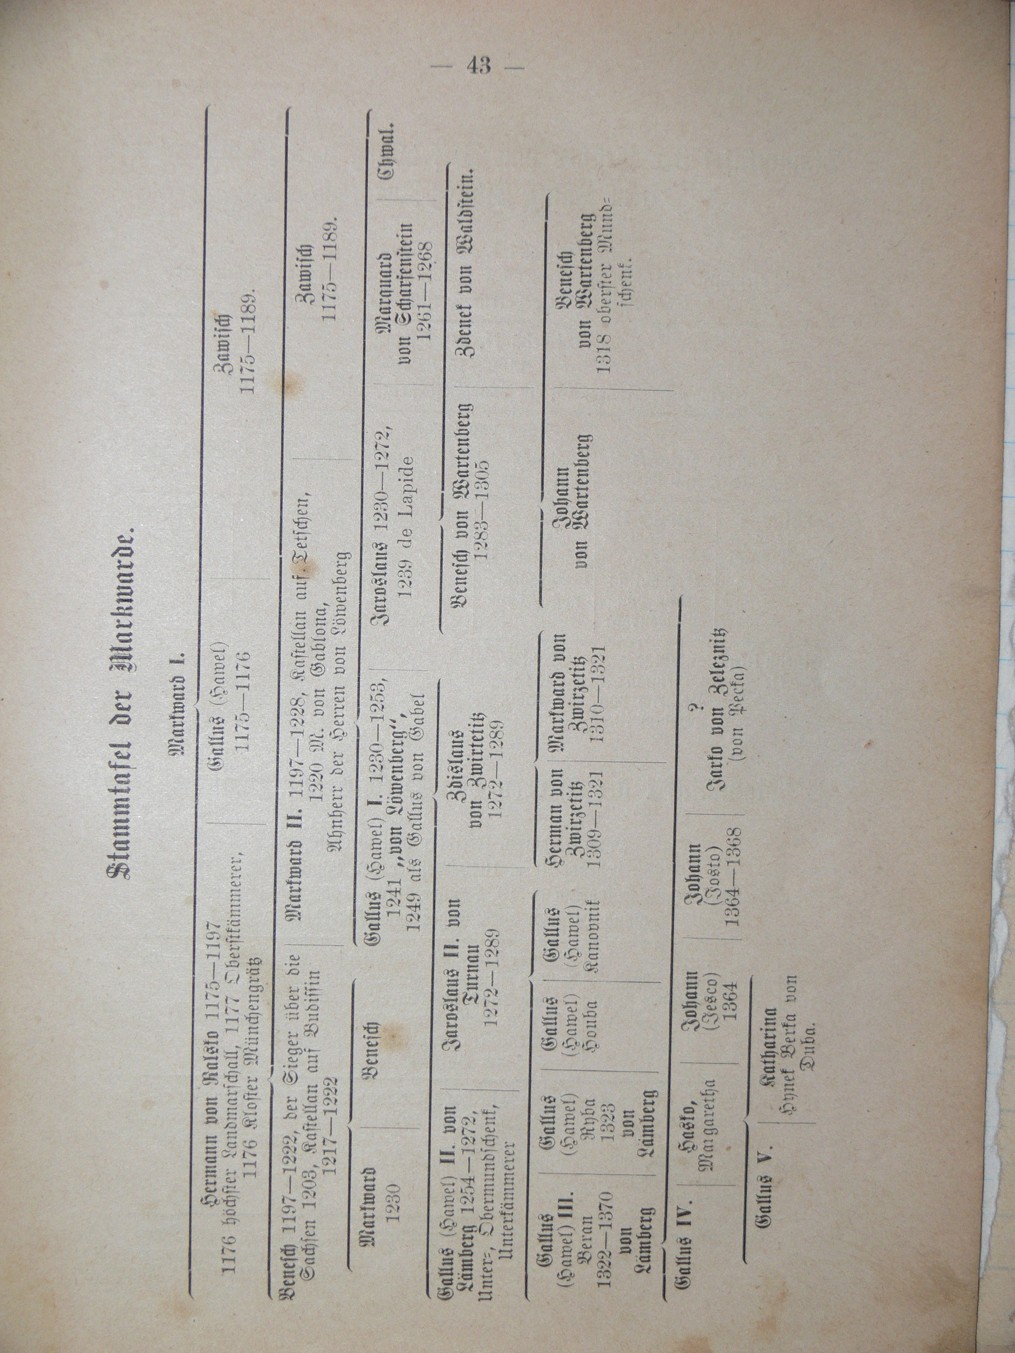 — 43 —
Stammtafel der Markwarde.
Markward I.
Hermann von Ralsko 1175—1197
1176 höchster Landmarschall, 1177 Oberstkämmerer,
1176 Kloster Münchengrätz
Gallus (Hawel)
1175—1176
Zawisch
1175—1189.
Benesch 1197—1222, der Sieger über die
Sachsen 1203, Kastellan auf Budissin
1217—1222
Markward II. 1197—1228, Kastellan auf Tetschen,
1220 M. von Gablona,
Ahnherr der Herren von Löwenberg
Zawisch
1175—1189.
Markward
1230
Benesch
Gallus (Hawel) I. 1230—1253,
1241 „von Löwenberg“,
1249 als Gallus von Gabel
Jaroslaus 1230—1272,
1239 de Lapide
Marquard
von Scharfenstein
1261—1268
Chwal.
Gallus (Hawel) II. von
Lämberg 1254—1272,
Unter-, Obermundschenk,
Unterkämmerer
Jaroslaus II. von
Turnau
1272—1289
Zdislaus
von Zwirtetitz
1272—1289
Benesch von Wartenberg
1283—1305
Zdenek von Waldstein.
Gallus
(Hawel) III.
Beran
1322—1370
von
Lämberg
Gallus
(Hawel)
Ryba
1323
von
Lämberg
Gallus
(Hawel)
Houba
Gallus
(Hawel)
Kanovnik
Herman von
Zwirzetitz
1309—1321
Markward von
Zwirzetitz
1310—1321
Johann
von Wartenberg
Benesch
von Wartenberg
1318 oberster Mund-
schenk.
Gallus IV.
Hasko,
Margaretha
Johann
(Jesco)
1364
Johann
(Josko)
1364—1368
?
Jarko von Zeleznitz
(von Pecka)
Gallus V.
Katharina
Hynek Berka von
Duba.